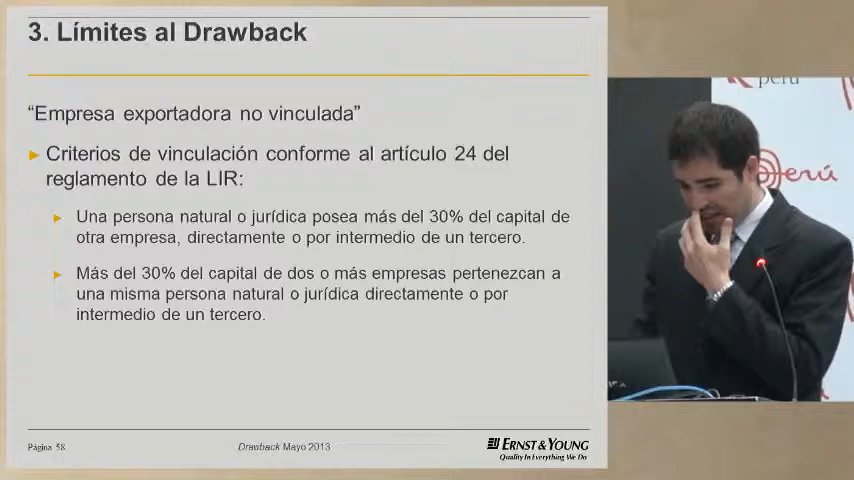 3. Límites al Drawback
“Empresa exportadora no vinculada”
Criterios de vinculación conforme al artículo 24 del
reglamento de la LIR:
Una persona natural o jurídica posea más del 30% del capital de
otra empresa, directamente o por intermedio de un tercero.
Más del 30% del capital de dos o más empresas pertenezcan a
una misma persona natural o jurídica directamente o por
intermedio de un tercero.
Página 58
Drawback Mayo 2013
ERNST & YOUNG
Quality In Everything We Do
perú
Perú